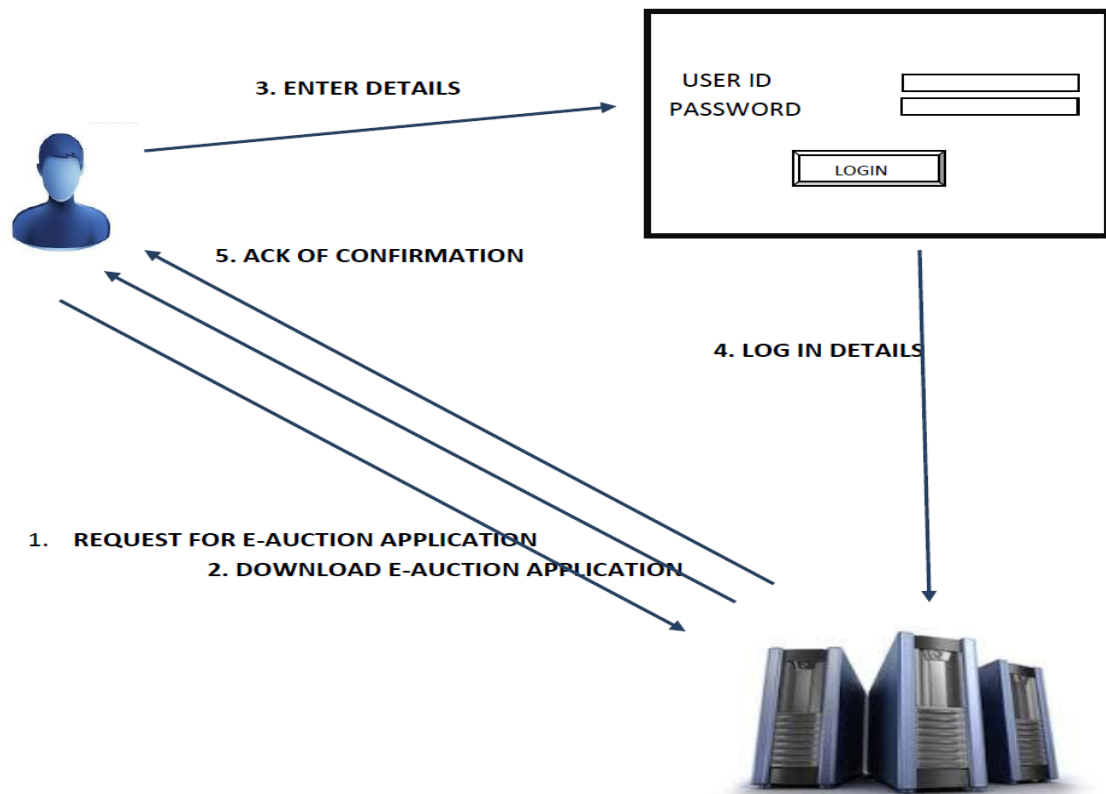 3. ENTER DETAILS
USER ID
PASSWORD
LOGIN
5. ACK OF CONFIRMATION
4. LOG IN DETAILS
1. REQUEST FOR E-AUCTION APPLICATION
2. DOWNLOAD E-AUCTION APPLICATION